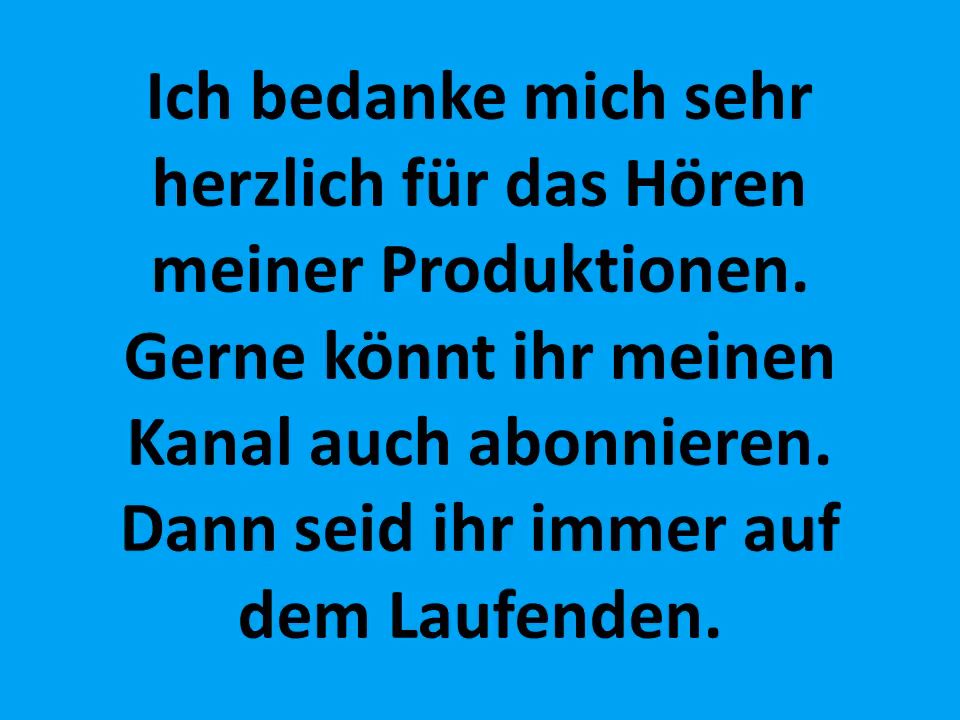 Ich bedanke mich sehr
herzlich für das Hören
meiner Produktionen.
Gerne könnt ihr meinen
Kanal auch abonnieren.
Dann seid ihr immer auf
dem Laufenden.